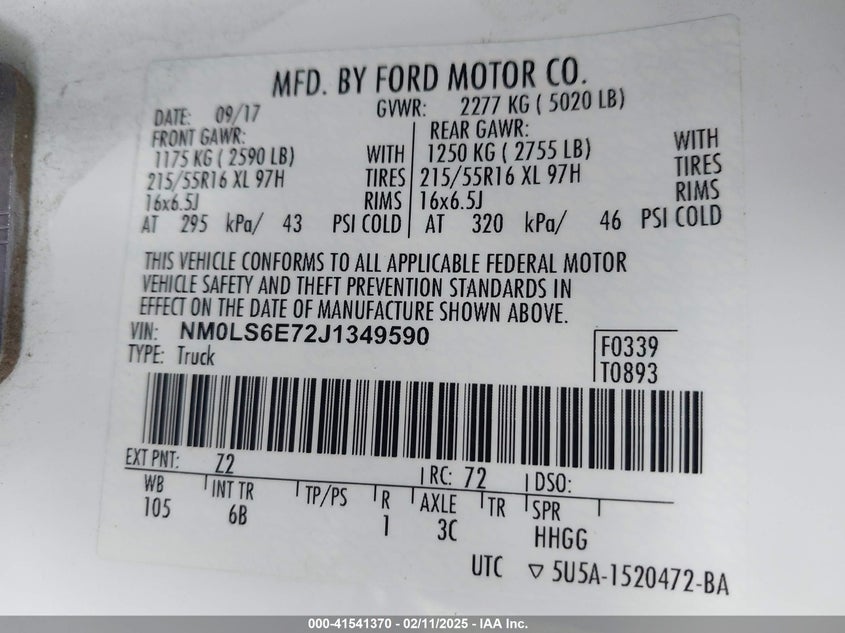 MFD. BY FORD MOTOR CO.
DATE: 09/17 GVWR: 2277 KG ( 5020 LB)
FRONT GAWR: REAR GAWR:
1175 KG ( 2590 LB) WITH 1250 KG ( 2755 LB) WITH
215/55R16 XL 97H TIRES 215/55R16 XL 97H TIRES
16x6.5J RIMS 16x6.5J RIMS
AT 295 kPa/ 43 PSI COLD AT 320 kPa/ 46 PSI COLD
THIS VEHICLE CONFORMS TO ALL APPLICABLE FEDERAL MOTOR
VEHICLE SAFETY AND THEFT PREVENTION STANDARDS IN
EFFECT ON THE DATE OF MANUFACTURE SHOWN ABOVE.
VIN: NM0LS6E72J1349590
TYPE: Truck
F0339
T0893
EXT PNT: Z2 RC: 72 DSO:
WB INT TR TP/PS R AXLE TR SPR
105 6B 1 3C HHGG
UTC ▽ 5U5A-1520472-BA
000-41541370 — 02/11/2025 - IAA Inc.